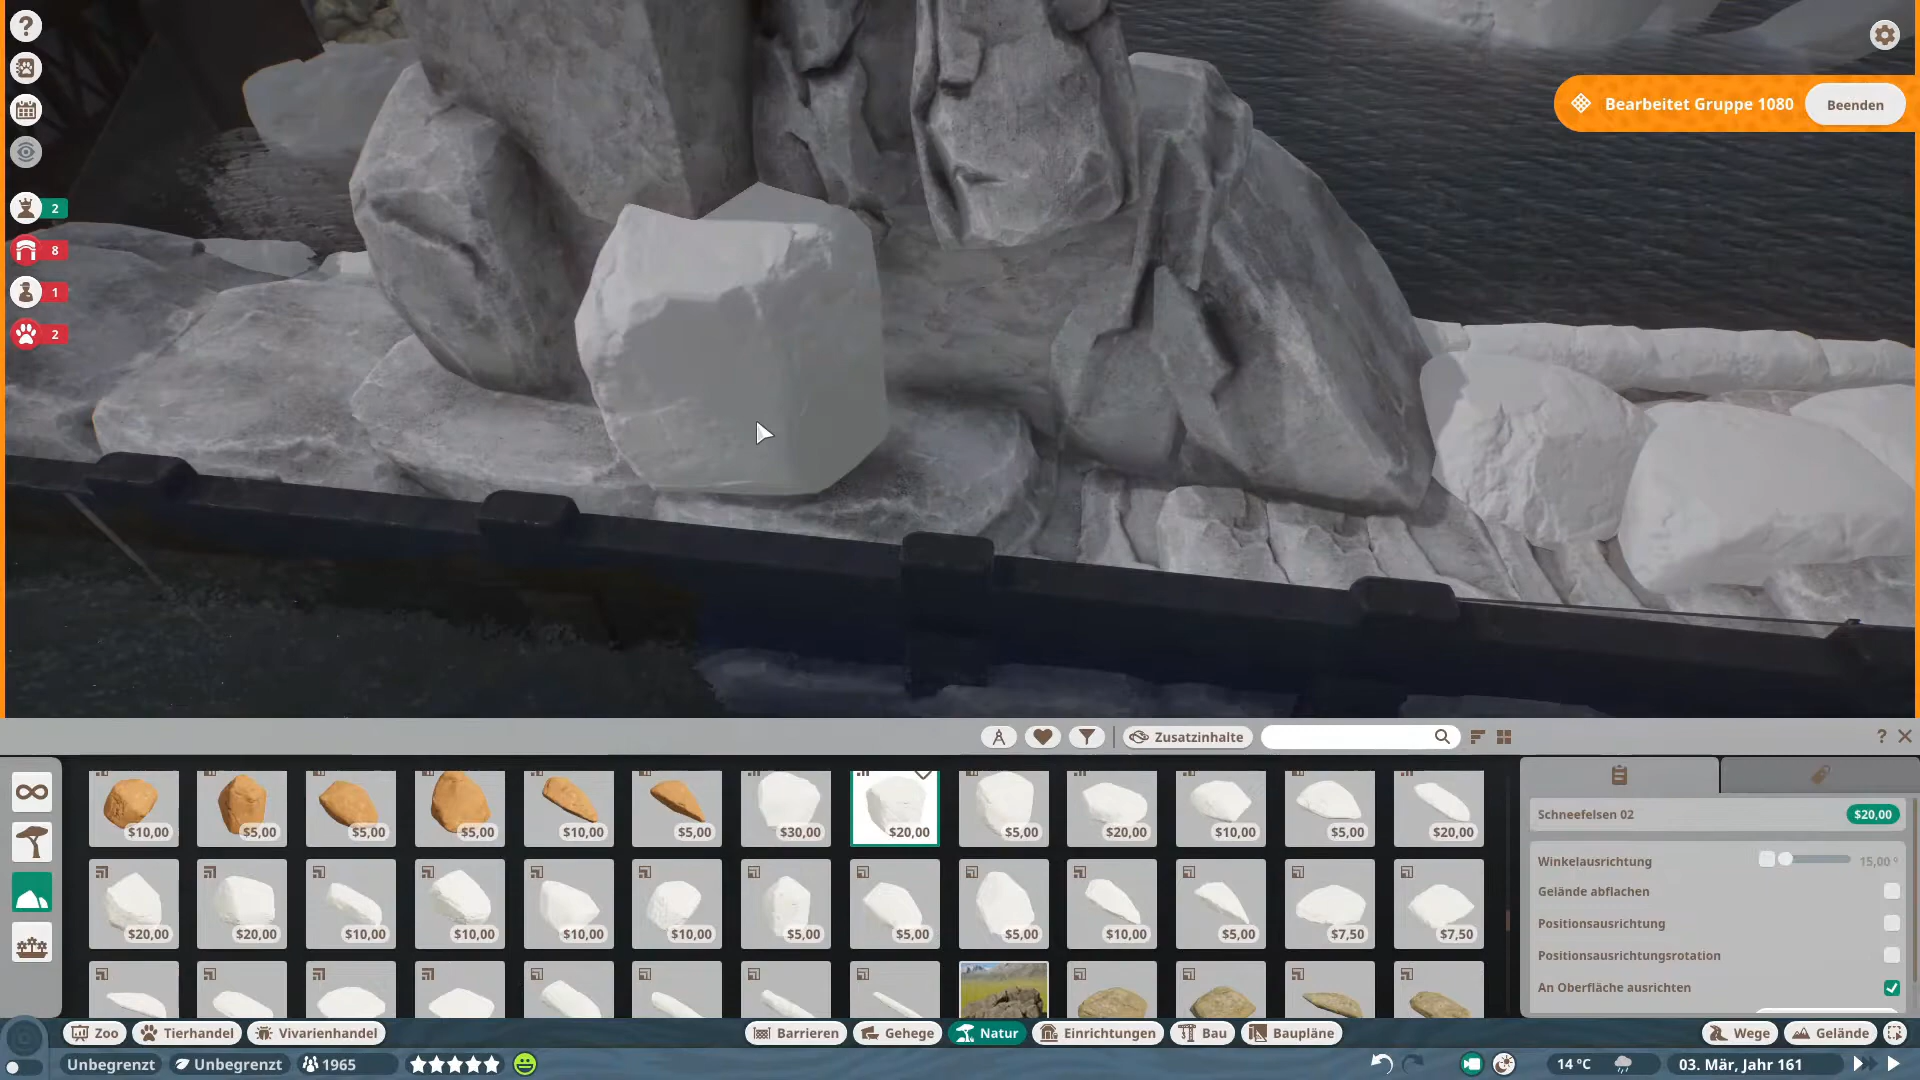 ?
Bearbeitet Gruppe 1080
Beenden
2
8
1
2
Zusatzinhalte
?
$10,00
$5,00
$5,00
$5,00
$10,00
$5,00
$30,00
$20,00
$5,00
$20,00
$10,00
$5,00
$20,00
$20,00
$20,00
$10,00
$10,00
$10,00
$10,00
$5,00
$5,00
$5,00
$10,00
$5,00
$7,50
$7,50
Schneefelsen 02
$20,00
Winkelausrichtung
15,00 °
Gelände abflachen
Positionsausrichtung
Positionsausrichtungsrotation
An Oberfläche ausrichten
Zoo
Tierhandel
Vivarienhandel
Barrieren
Gehege
Natur
Einrichtungen
Bau
Baupläne
Wege
Gelände
Unbegrenzt
Unbegrenzt
1965
14 °C
03. Mär, Jahr 161